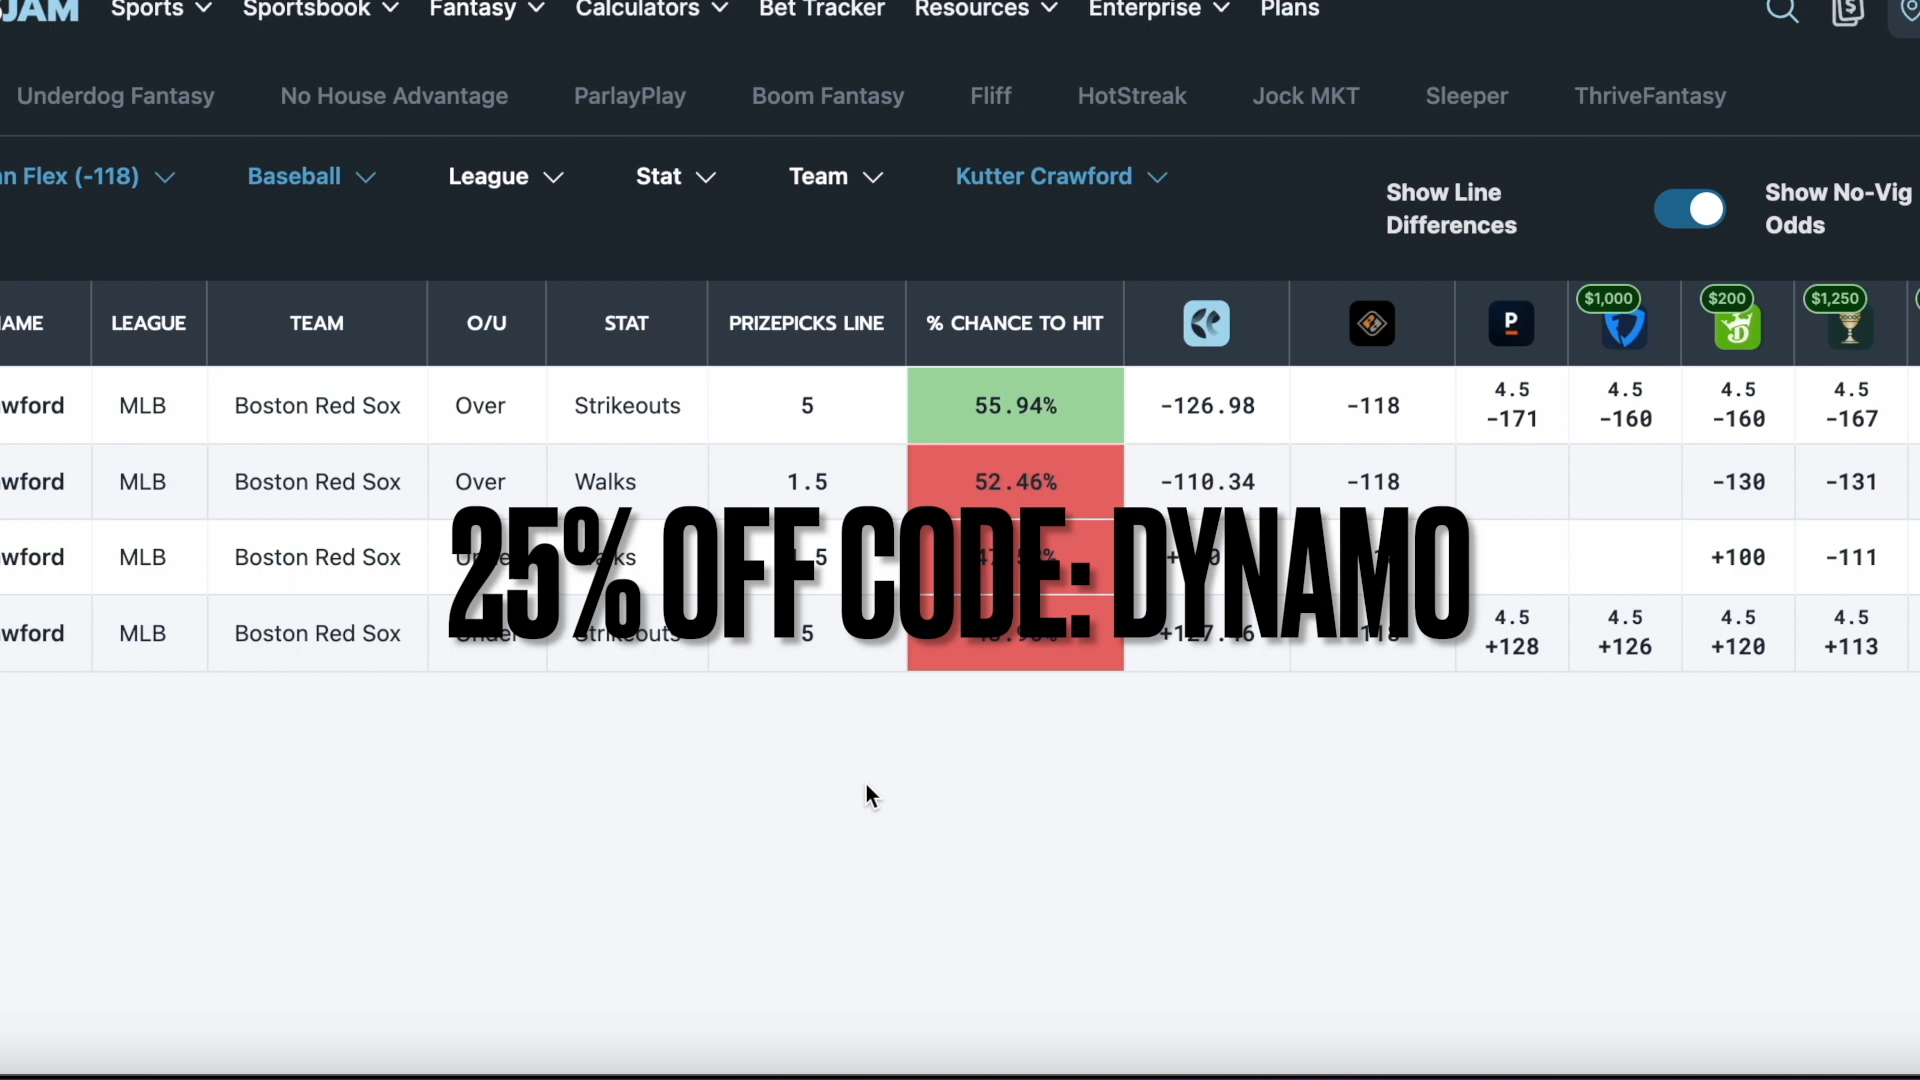 JAM Sports Sportsbook Fantasy Calculators Bet Tracker Resources Enterprise Plans
Underdog Fantasy No House Advantage ParlayPlay Boom Fantasy Fliff HotStreak Jock MKT Sleeper ThriveFantasy
n Flex (-118) Baseball League Stat Team Kutter Crawford Show Line Differences Show No-Vig Odds
AME LEAGUE TEAM O/U STAT PRIZEPICKS LINE % CHANCE TO HIT P $1,000 $200 $1,250
wford MLB Boston Red Sox Over Strikeouts 5 55.94% -126.98 -118 4.5 -171 4.5 -160 4.5 -160 4.5 -167
wford MLB Boston Red Sox Over Walks 1.5 52.46% -110.34 -118 -130 -131
wford MLB Boston Red Sox +100 -111
25% OFF CODE: DYNAMO
wford MLB Boston Red Sox Under Strikeouts 5 +127.46 -118 4.5 +128 4.5 +126 4.5 +120 4.5 +113